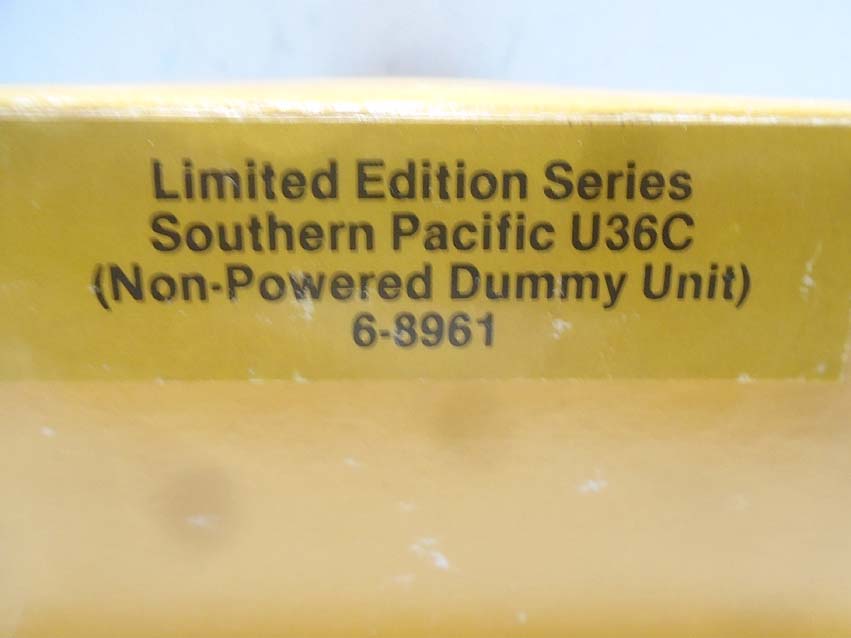 Limited Edition Series
Southern Pacific U36C
(Non-Powered Dummy Unit)
6-8961